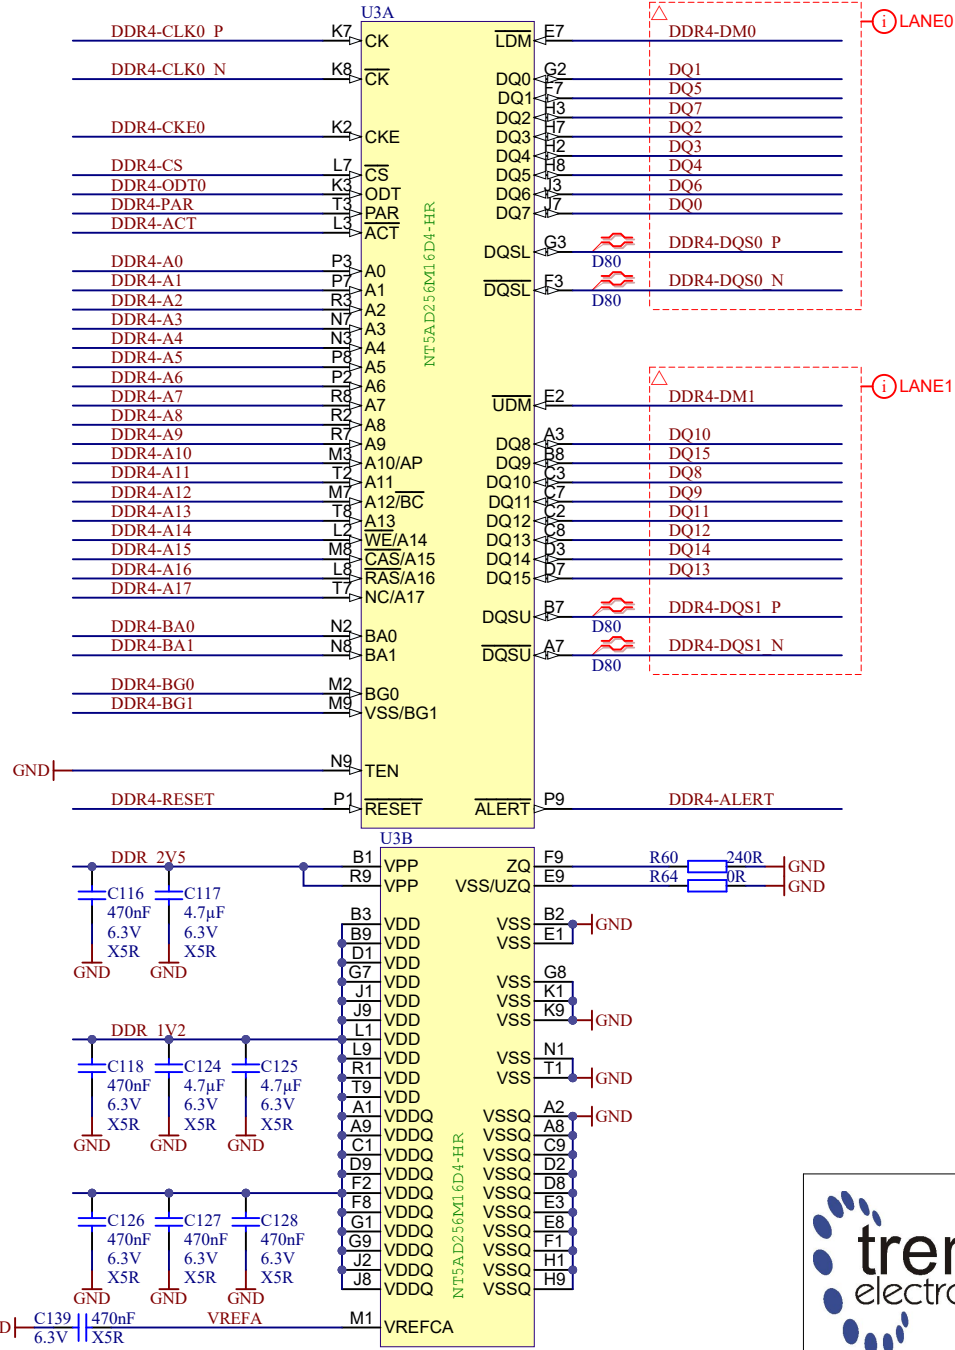 U3A
DDR4-CLK0_P K7 CK LDM E7 DDR4-DM0 LANE0
DDR4-CLK0_N K8 CK DQ0 G2 DQ1
DQ1 F7 DQ5
DQ2 H3 DQ7
DDR4-CKE0 K2 CKE DQ3 H7 DQ2
DQ4 H2 DQ3
DDR4-CS L7 CS DQ5 H8 DQ4
DDR4-ODT0 K3 ODT DQ6 J3 DQ6
DDR4-PAR T3 PAR DQ7 J7 DQ0
DDR4-ACT L3 ACT
DQSL G3 D80 DDR4-DQS0_P
DDR4-A0 P3 A0
DDR4-A1 P7 A1 DQSL F3 D80 DDR4-DQS0_N
DDR4-A2 R3 A2
DDR4-A3 N7 A3
DDR4-A4 N3 A4
DDR4-A5 P8 A5
DDR4-A6 P2 A6
DDR4-A7 R8 A7 UDM E2 DDR4-DM1 LANE1
DDR4-A8 R2 A8
DDR4-A9 R7 A9 DQ8 A3 DQ10
DDR4-A10 M3 A10/AP DQ9 B8 DQ15
DDR4-A11 T2 A11 DQ10 C3 DQ8
DDR4-A12 M7 A12/BC DQ11 C7 DQ9
DDR4-A13 T8 A13 DQ12 C2 DQ11
DDR4-A14 L2 WE/A14 DQ13 C8 DQ12
DDR4-A15 M8 CAS/A15 DQ14 D3 DQ14
DDR4-A16 L8 RAS/A16 DQ15 D7 DQ13
DDR4-A17 T7 NC/A17
DQSU B7 D80 DDR4-DQS1_P
DDR4-BA0 N2 BA0
DDR4-BA1 N8 BA1 DQSU A7 D80 DDR4-DQS1_N
DDR4-BG0 M2 BG0
DDR4-BG1 M9 VSS/BG1
GND N9 TEN
DDR4-RESET P1 RESET ALERT P9 DDR4-ALERT
NT5AD256M16D4-HR
U3B
DDR_2V5 B1 VPP ZQ F9 R60 240R GND
R9 VPP VSS/UZQ E9 R64 0R GND
C116 470nF 6.3V X5R GND
C117 4.7µF 6.3V X5R GND
B3 VDD VSS B2 GND
B9 VDD VSS E1
D1 VDD
G7 VDD VSS G8
J1 VDD VSS K1
J9 VDD VSS K9 GND
DDR_1V2 L1 VDD
L9 VDD VSS N1
R1 VDD VSS T1 GND
T9 VDD
C118 470nF 6.3V X5R GND
C124 4.7µF 6.3V X5R GND
C125 4.7µF 6.3V X5R GND
A1 VDDQ VSSQ A2 GND
A9 VDDQ VSSQ A8
C1 VDDQ VSSQ C9
D9 VDDQ VSSQ D2
F2 VDDQ VSSQ D8
F8 VDDQ VSSQ E3
G1 VDDQ VSSQ E8
G9 VDDQ VSSQ F1
J2 VDDQ VSSQ H1
J8 VDDQ VSSQ H9
C126 470nF 6.3V X5R GND
C127 470nF 6.3V X5R GND
C128 470nF 6.3V X5R GND
C139 470nF 6.3V X5R VREFA M1 VREFCA
NT5AD256M16D4-HR
tren
electro